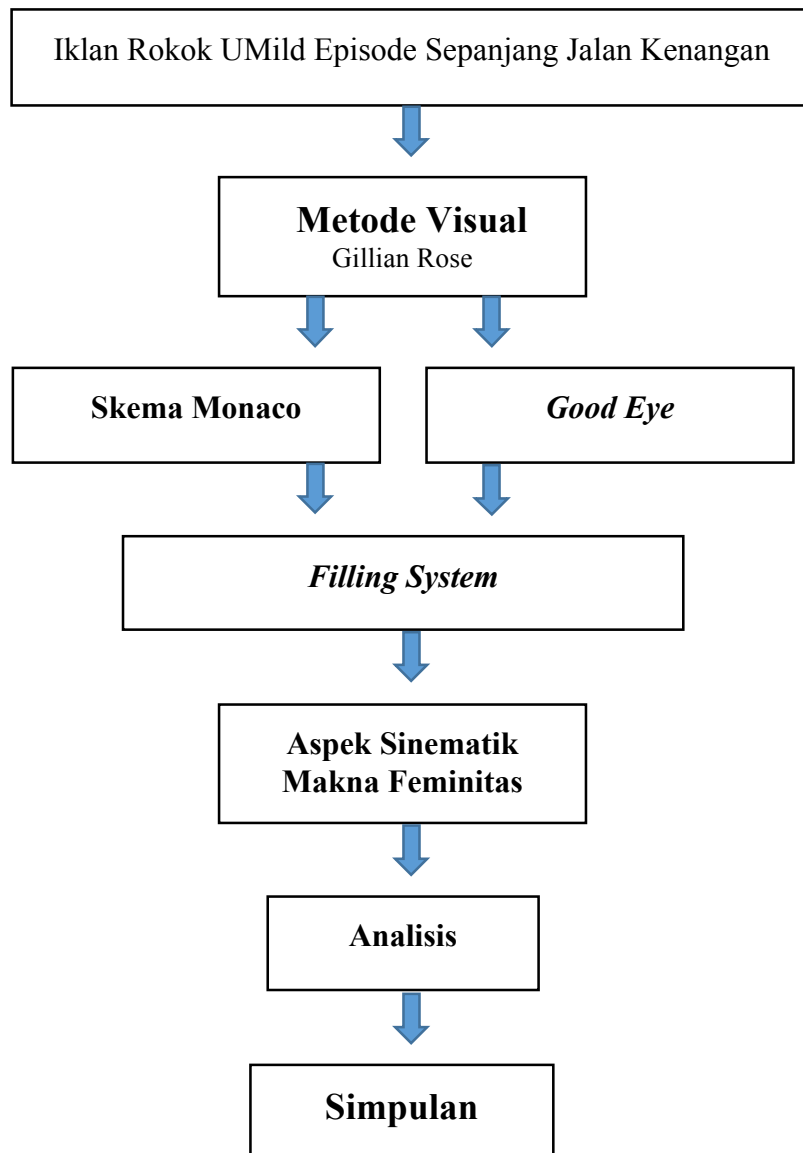 Iklan Rokok UMild Episode Sepanjang Jalan Kenangan
Metode Visual
Gillian Rose
Skema Monaco
Good Eye
Filling System
Aspek Sinematik
Makna Feminitas
Analisis
Simpulan